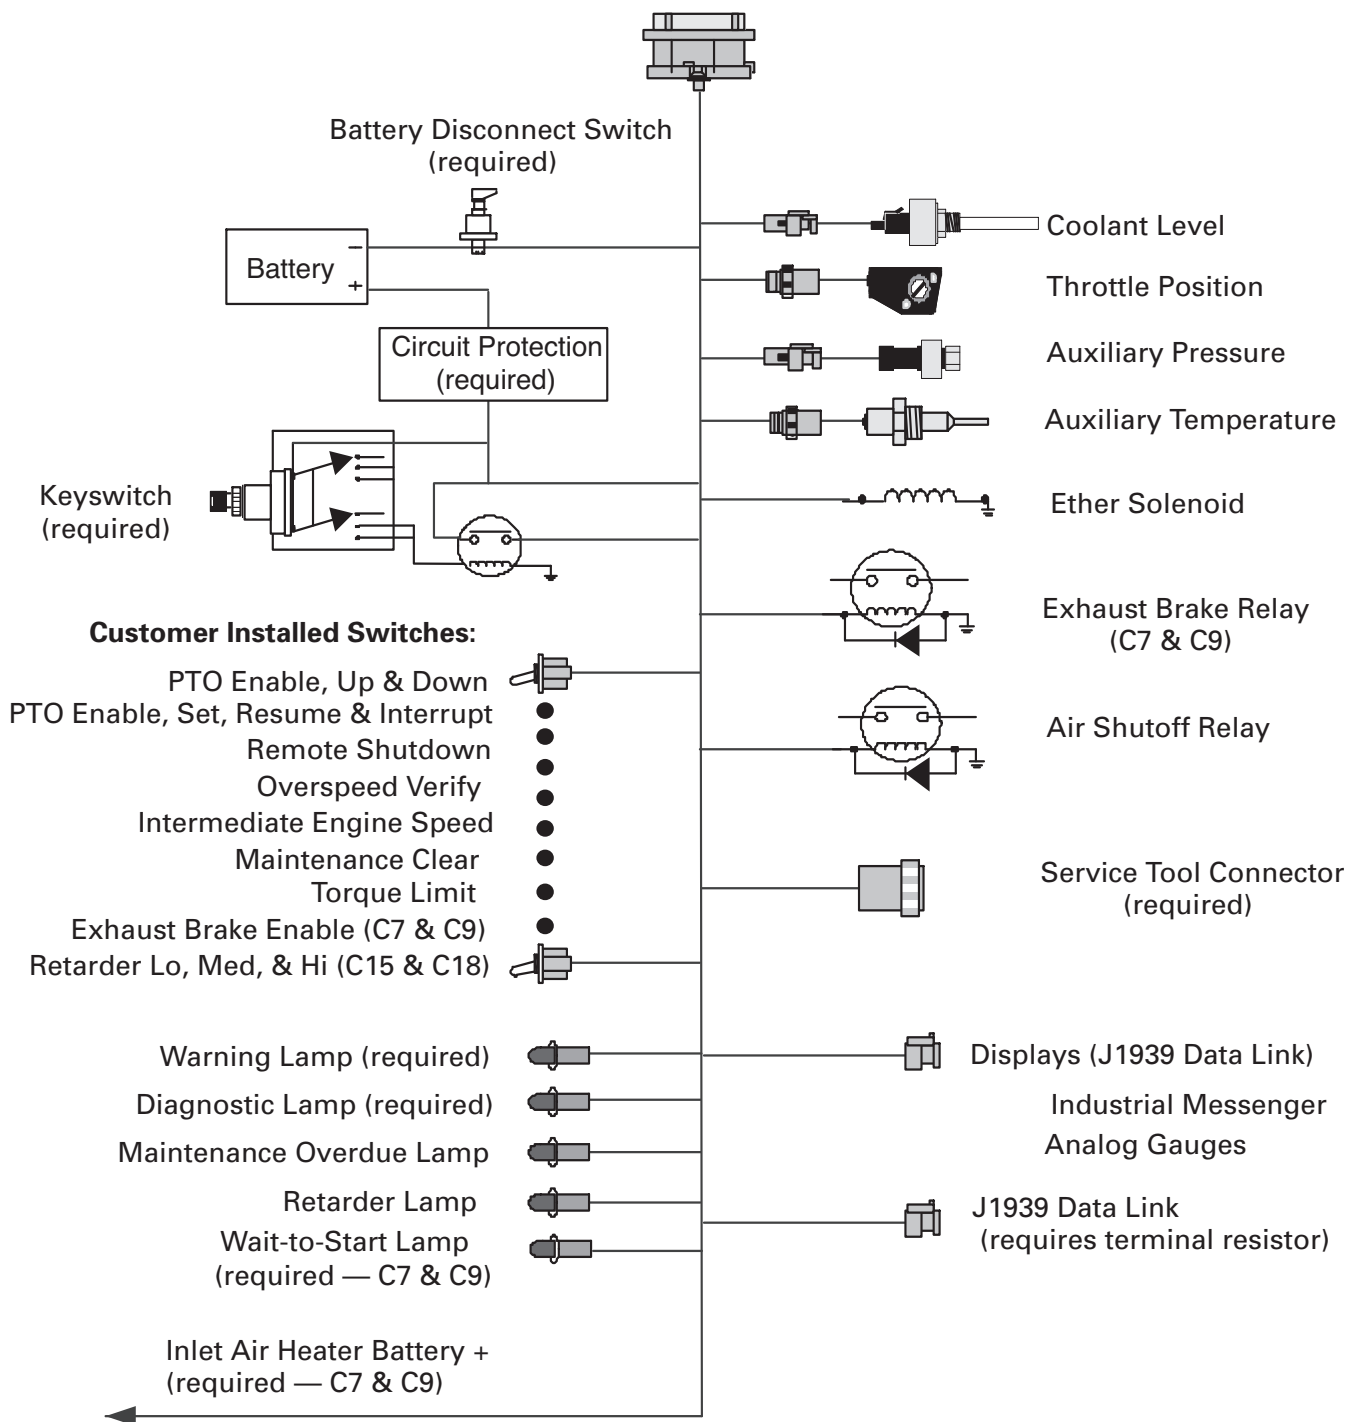 Battery Disconnect Switch
(required)
Battery
−
+
Circuit Protection
(required)
Keyswitch
(required)
Customer Installed Switches:
PTO Enable, Up & Down
PTO Enable, Set, Resume & Interrupt
Remote Shutdown
Overspeed Verify
Intermediate Engine Speed
Maintenance Clear
Torque Limit
Exhaust Brake Enable (C7 & C9)
Retarder Lo, Med, & Hi (C15 & C18)
Warning Lamp (required)
Diagnostic Lamp (required)
Maintenance Overdue Lamp
Retarder Lamp
Wait-to-Start Lamp
(required — C7 & C9)
Inlet Air Heater Battery +
(required — C7 & C9)
Coolant Level
Throttle Position
Auxiliary Pressure
Auxiliary Temperature
Ether Solenoid
Exhaust Brake Relay
(C7 & C9)
Air Shutoff Relay
Service Tool Connector
(required)
Displays (J1939 Data Link)
Industrial Messenger
Analog Gauges
J1939 Data Link
(requires terminal resistor)